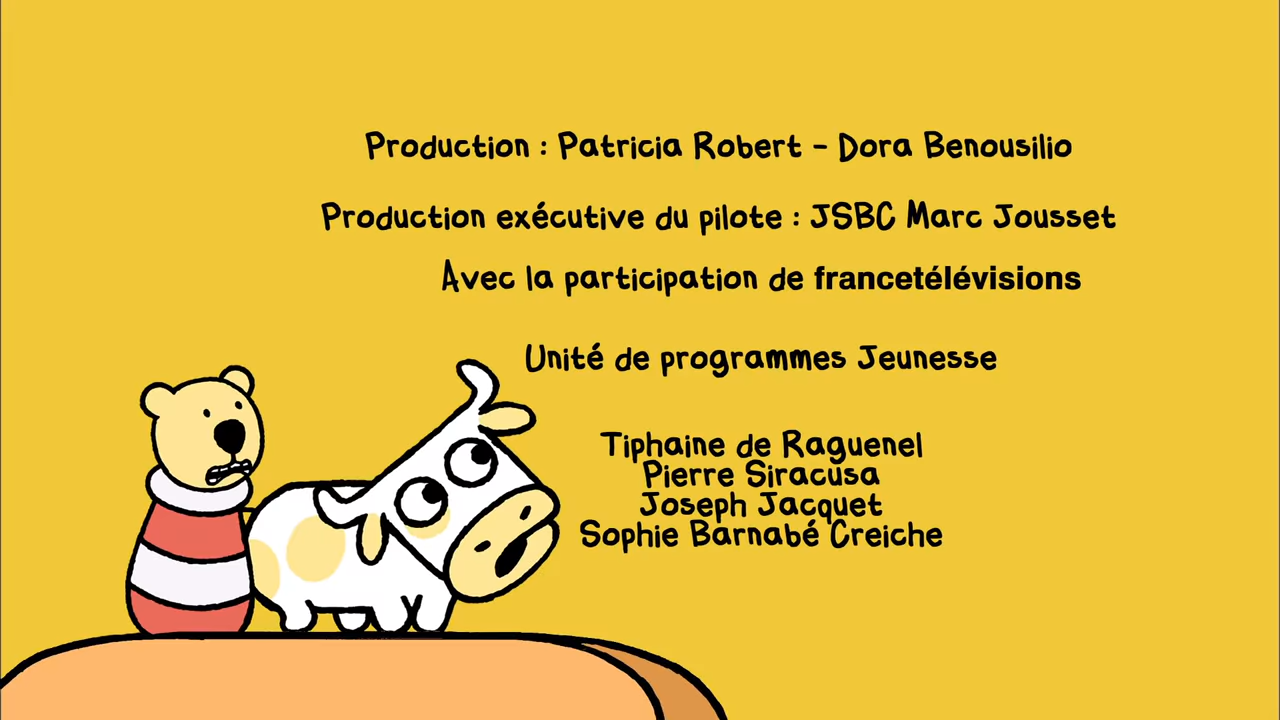 Production : Patricia Robert - Dora Benousilio
Production exécutive du pilote : JSBC Marc Jousset
Avec la participation de francetélévisions
Unité de programmes Jeunesse
Tiphaine de Raguenel
Pierre Siracusa
Joseph Jacquet
Sophie Barnabé Creiche